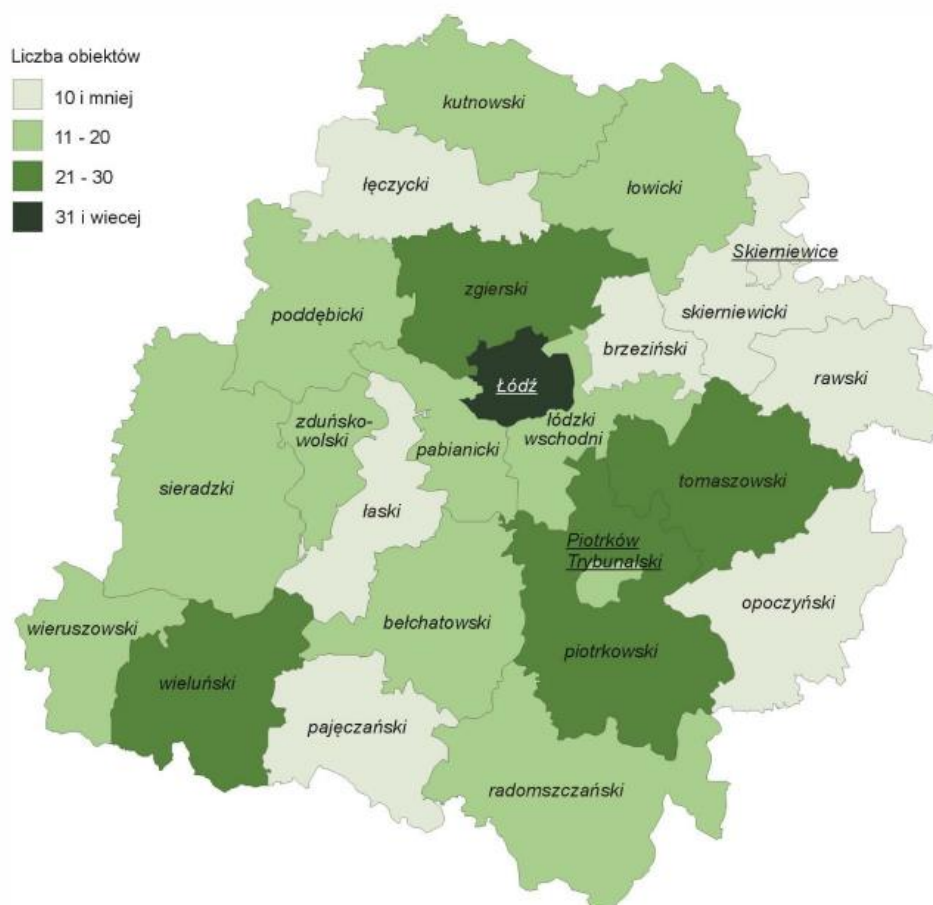 Liczba obiektów
10 i mniej
11 - 20
21 - 30
31 i wiecej
kutnowski
łęczycki
łowicki
Skierniewice
zgierski
skierniewicki
poddębicki
brzeziński
rawski
Łódź
zduńsko-
wolski
łódzki
wschodni
pabianicki
tomaszowski
sieradzki
łaski
Piotrków
Trybunalski
opoczyński
wieruszowski
bełchatowski
piotrkowski
wieluński
pajęczański
radomszczański